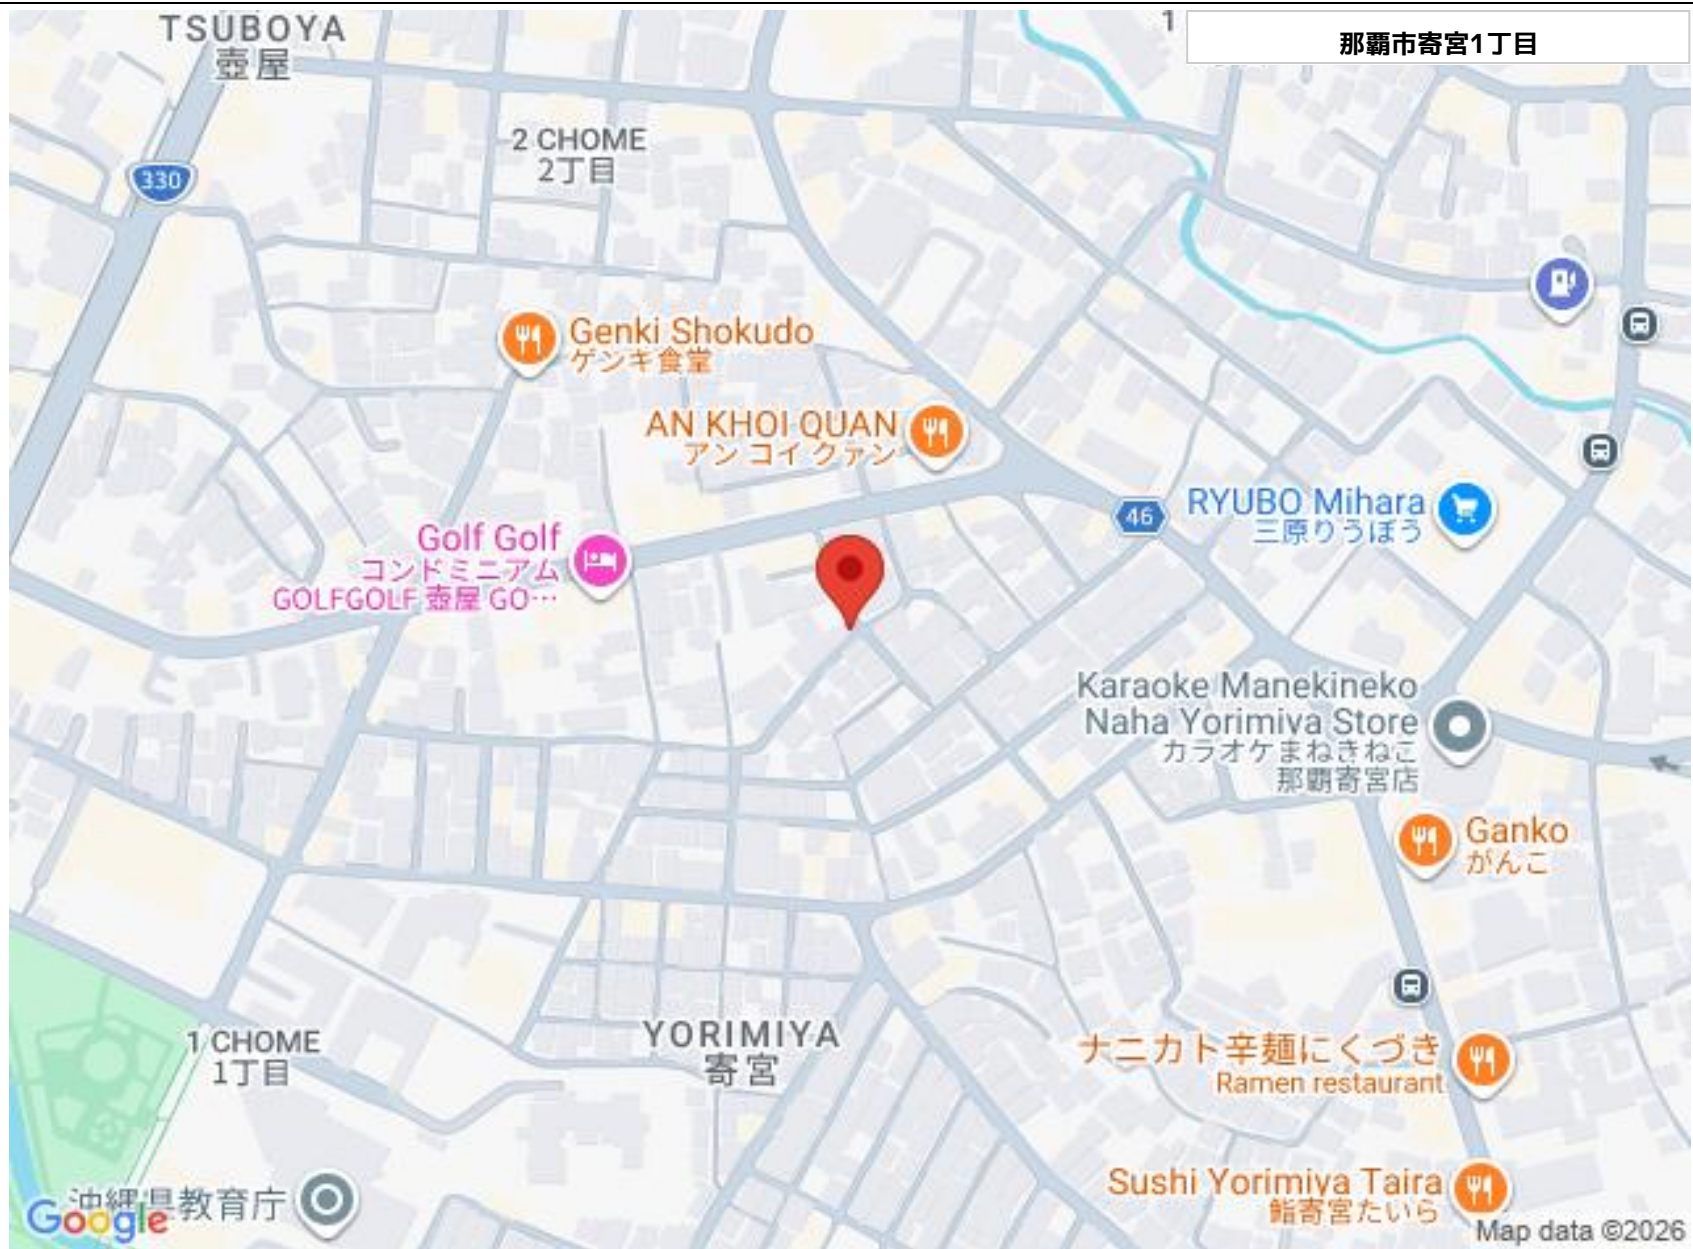 TSUBOYA
壺屋
1
那覇市寄宮1丁目
2 CHOME
2丁目
330
Genki Shokudo
ゲンキ食堂
AN KHOI QUAN
アン コイ クァン
46
RYUBO Mihara
三原りうぼう
Golf Golf
コンドミニアム
GOLFGOLF 壺屋 GO…
Karaoke Manekineko
Naha Yorimiya Store
カラオケまねきねこ
那覇寄宮店
Ganko
がんこ
1 CHOME
1丁目
YORIMIYA
寄宮
ナニカト辛麺にくづき
Ramen restaurant
Sushi Yorimiya Taira
鮨寄宮たいら
沖縄県教育庁
Google
Map data ©2026